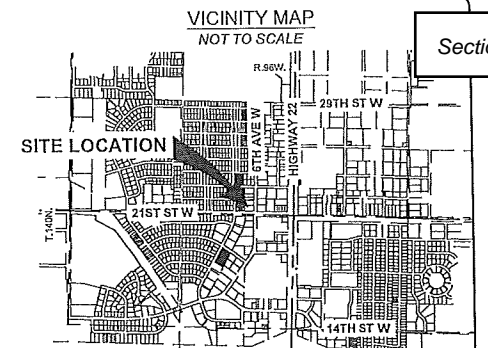 VICINITY MAP
NOT TO SCALE
Sectio
R.96W.
29TH ST W
6TH AVE W
HIGHWAY 22
SITE LOCATION
21ST ST W
T.140N.
14TH ST W